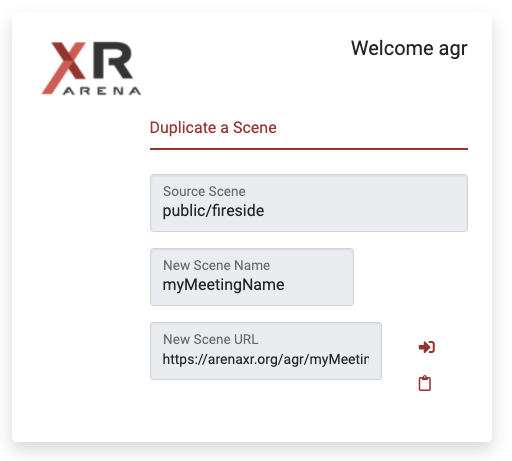 XR
ARENA
Welcome agr
Duplicate a Scene
Source Scene
public/fireside
New Scene Name
myMeetingName
New Scene URL
https://arenaxr.org/agr/myMeetin